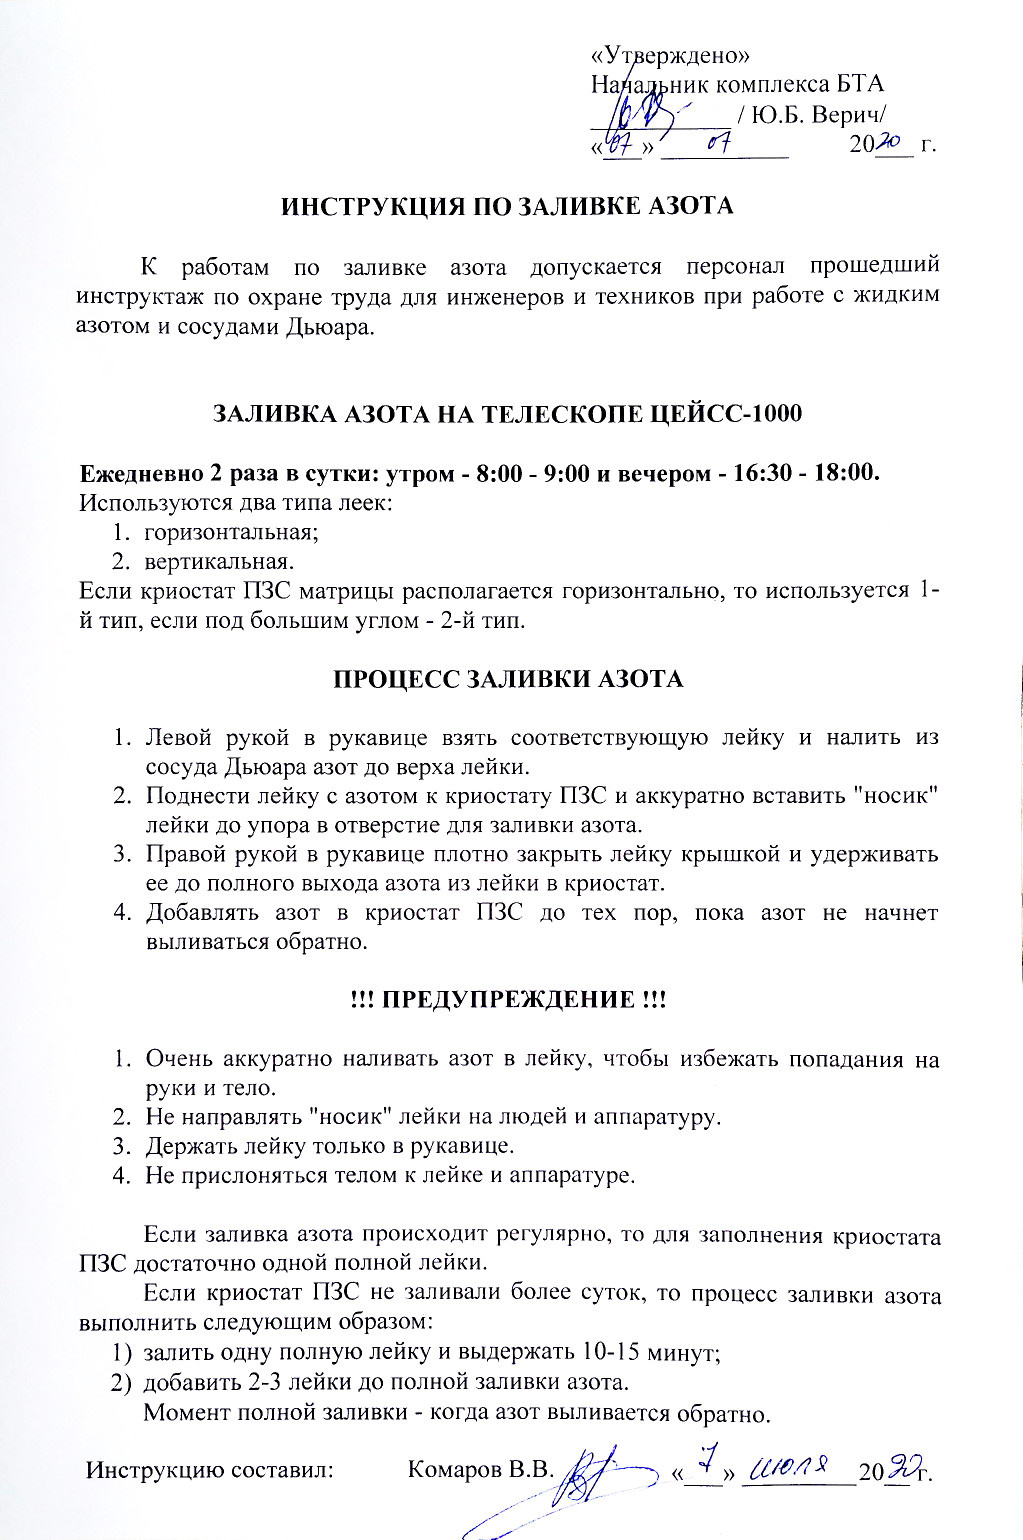 «Утверждено»
Начальник комплекса БТА
___________ / Ю.Б. Верич/
«07» 07 2020 г.
ИНСТРУКЦИЯ ПО ЗАЛИВКЕ АЗОТА
К работам по заливке азота допускается персонал прошедший
инструктаж по охране труда для инженеров и техников при работе с жидким
азотом и сосудами Дьюара.
ЗАЛИВКА АЗОТА НА ТЕЛЕСКОПЕ ЦЕЙСС-1000
Ежедневно 2 раза в сутки: утром - 8:00 - 9:00 и вечером - 16:30 - 18:00.
Используются два типа леек:
1. горизонтальная;
2. вертикальная.
Если криостат ПЗС матрицы располагается горизонтально, то используется 1-
й тип, если под большим углом - 2-й тип.
ПРОЦЕСС ЗАЛИВКИ АЗОТА
1. Левой рукой в рукавице взять соответствующую лейку и налить из
сосуда Дьюара азот до верха лейки.
2. Поднести лейку с азотом к криостату ПЗС и аккуратно вставить "носик"
лейки до упора в отверстие для заливки азота.
3. Правой рукой в рукавице плотно закрыть лейку крышкой и удерживать
ее до полного выхода азота из лейки в криостат.
4. Добавлять азот в криостат ПЗС до тех пор, пока азот не начнет
выливаться обратно.
!!! ПРЕДУПРЕЖДЕНИЕ !!!
1. Очень аккуратно наливать азот в лейку, чтобы избежать попадания на
руки и тело.
2. Не направлять "носик" лейки на людей и аппаратуру.
3. Держать лейку только в рукавице.
4. Не прислоняться телом к лейке и аппаратуре.
Если заливка азота происходит регулярно, то для заполнения криостата
ПЗС достаточно одной полной лейки.
Если криостат ПЗС не заливали более суток, то процесс заливки азота
выполнить следующим образом:
1) залить одну полную лейку и выдержать 10-15 минут;
2) добавить 2-3 лейки до полной заливки азота.
Момент полной заливки - когда азот выливается обратно.
Инструкцию составил: Комаров В.В. «7» июля 2020 г.